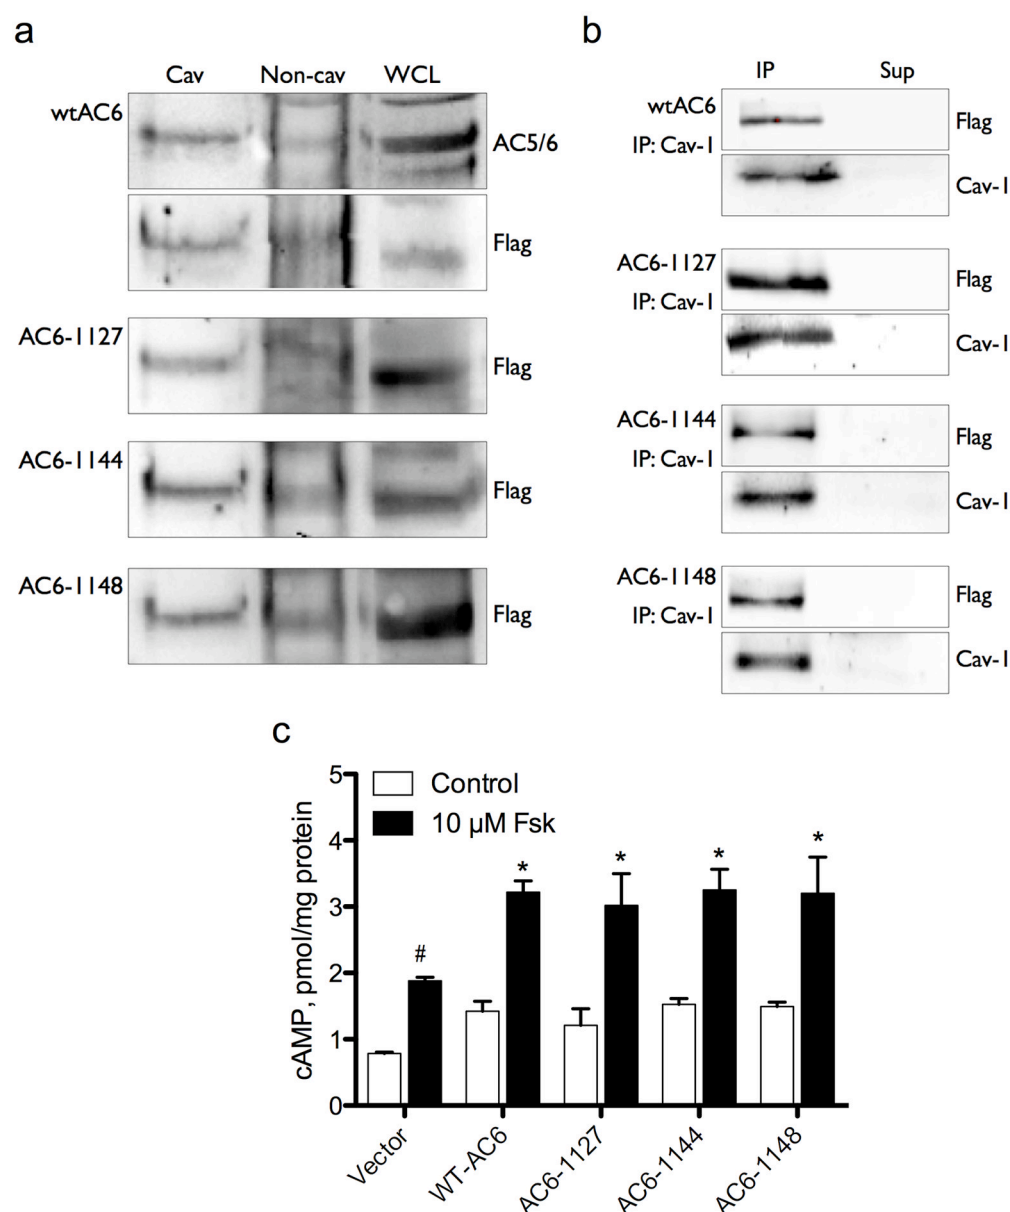 a
Cav Non-cav WCL
wtAC6
AC5/6
Flag
AC6-1127
Flag
AC6-1144
Flag
AC6-1148
Flag
b
IP Sup
wtAC6
IP: Cav-1
Flag
Cav-1
AC6-1127
IP: Cav-1
Flag
Cav-1
AC6-1144
IP: Cav-1
Flag
Cav-1
AC6-1148
IP: Cav-1
Flag
Cav-1
c
cAMP, pmol/mg protein
5
4
3
2
1
0
Control
10 µM Fsk
# * * * *
Vector
WT-AC6
AC6-1127
AC6-1144
AC6-1148